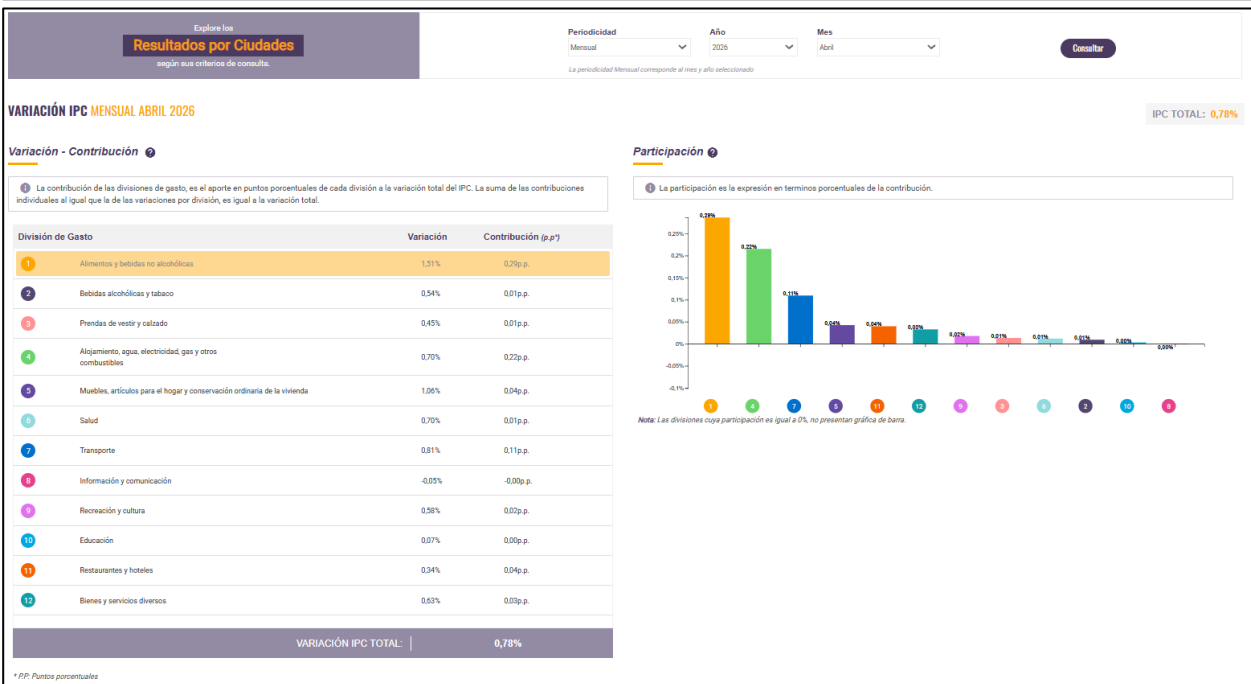 Explore los
Resultados por Ciudades
según sus criterios de consulta.
Periodicidad Año Mes
Mensual 2026 Abril
Consultar
La periodicidad Mensual corresponde al mes y año seleccionado
VARIACIÓN IPC MENSUAL ABRIL 2026
IPC TOTAL: 0,78%
Variación - Contribución ?
La contribución de las divisiones de gasto, es el aporte en puntos porcentuales de cada división a la variación total del IPC. La suma de las contribuciones
individuales al igual que la de las variaciones por división, es igual a la variación total.
División de Gasto Variación Contribución (p.p*)
1 Alimentos y bebidas no alcohólicas 1,51% 0,29p.p.
2 Bebidas alcohólicas y tabaco 0,54% 0,01p.p.
3 Prendas de vestir y calzado 0,45% 0,01p.p.
4 Alojamiento, agua, electricidad, gas y otros
combustibles 0,70% 0,22p.p.
5 Muebles, artículos para el hogar y conservación ordinaria de la vivienda 1,06% 0,04p.p.
6 Salud 0,70% 0,01p.p.
7 Transporte 0,81% 0,11p.p.
8 Información y comunicación -0,05% -0,00p.p.
9 Recreación y cultura 0,58% 0,02p.p.
10 Educación 0,07% 0,00p.p.
11 Restaurantes y hoteles 0,34% 0,04p.p.
12 Bienes y servicios diversos 0,63% 0,03p.p.
VARIACIÓN IPC TOTAL: 0,78%
* P.P: Puntos porcentuales
Participación ?
La participación es la expresión en terminos porcentuales de la contribución.
0,29%
0,25%
0,22%
0,2%
0,15%
0,11%
0,1%
0,05% 0,04% 0,04% 0,03% 0,02% 0,01% 0,01% 0,01% 0,00%
0% 0,00%
-0,05%
-0,1%
1 4 7 5 11 12 9 3 6 2 10 8
Nota: Las divisiones cuya participación es igual a 0%, no presentan gráfica de barra.